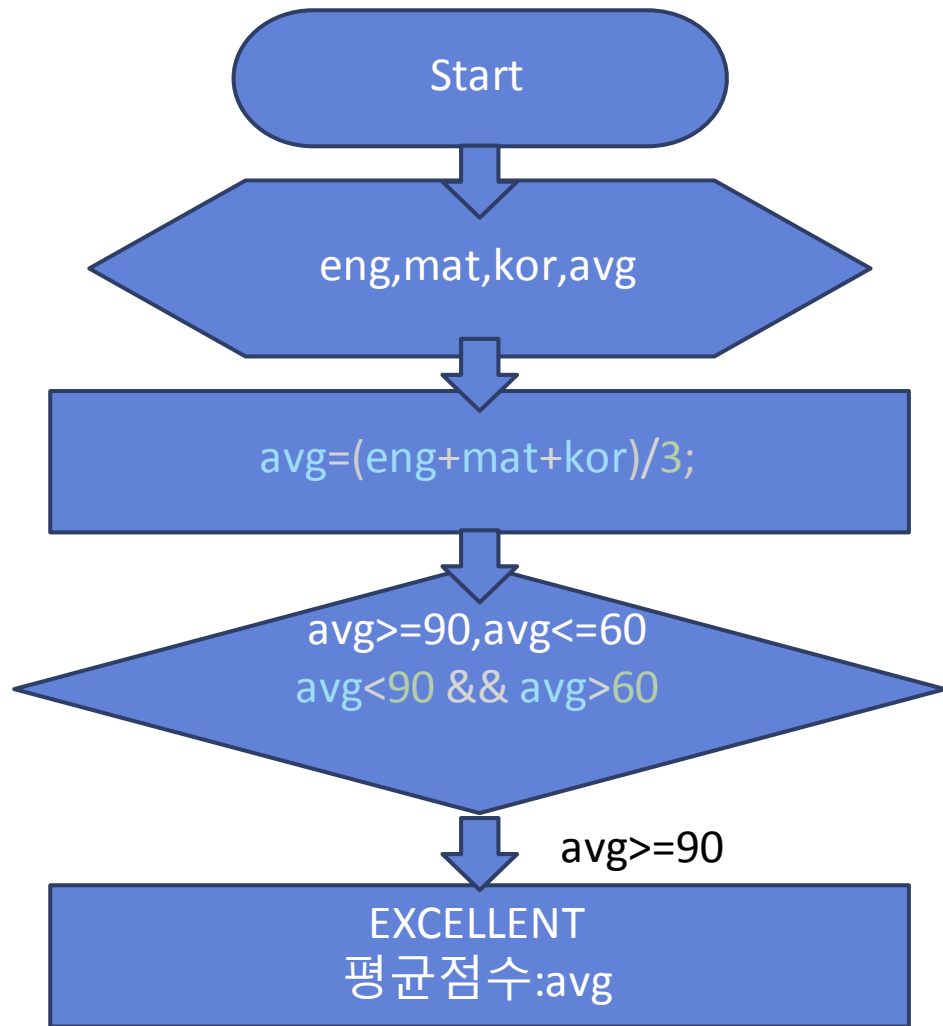 Start
eng,mat,kor,avg
avg=(eng+mat+kor)/3;
avg>=90,avg<=60
avg<90 && avg>60
avg>=90
EXCELLENT
평균점수:avg